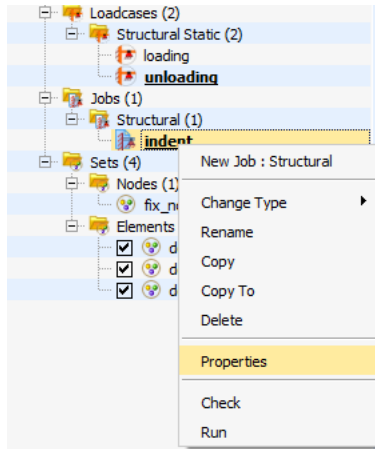 Loadcases (2)
Structural Static (2)
loading
unloading
Jobs (1)
Structural (1)
indent
Sets (4)
New Job : Structural
Nodes (1)
Change Type
fix_n
Rename
Elements
d
Copy
d
Copy To
d
Delete
Properties
Check
Run